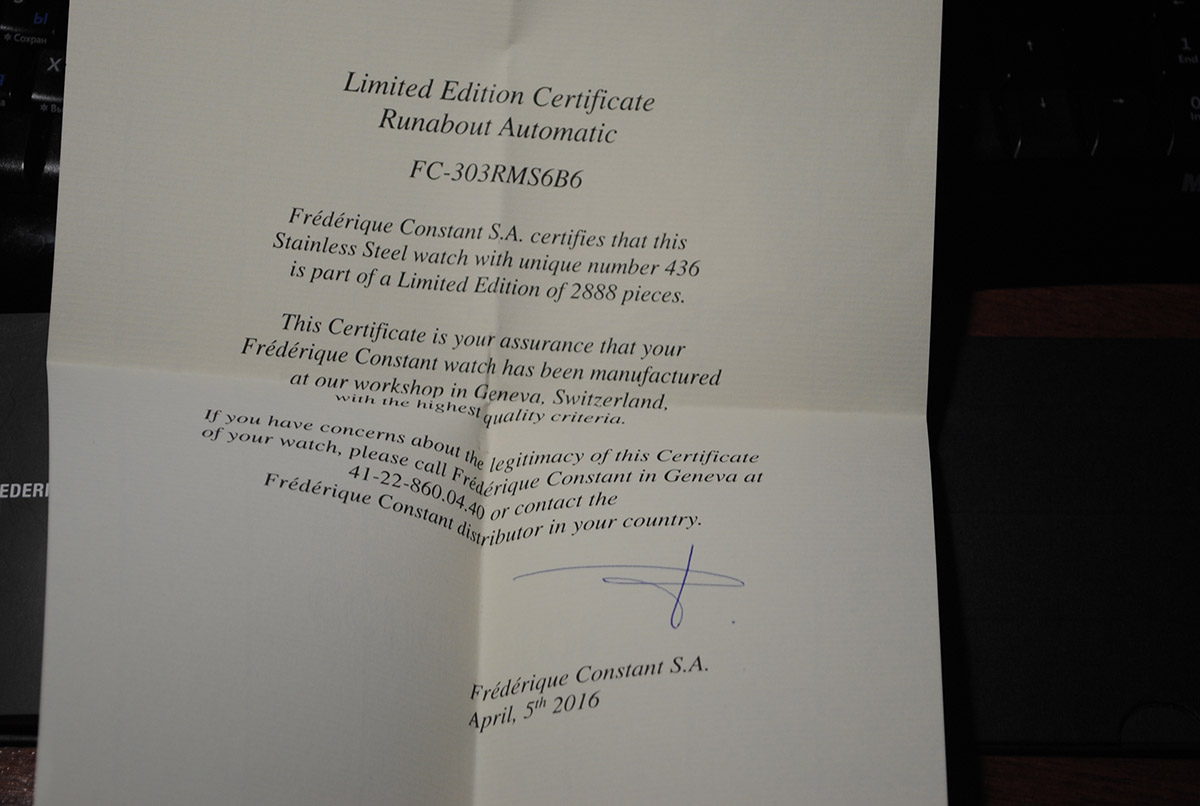 Limited Edition Certificate
Runabout Automatic
FC-303RMS6B6
Frédérique Constant S.A. certifies that this
Stainless Steel watch with unique number 436
is part of a Limited Edition of 2888 pieces.
This Certificate is your assurance that your
Frédérique Constant watch has been manufactured
at our workshop in Geneva, Switzerland,
with the highest quality criteria.
If you have concerns about the legitimacy of this Certificate
of your watch, please call Frédérique Constant in Geneva at
41-22-860.04.40 or contact the
Frédérique Constant distributor in your country.
Frédérique Constant S.A.
April, 5th 2016
Ы
* Сохран
X
EDERI
1
End